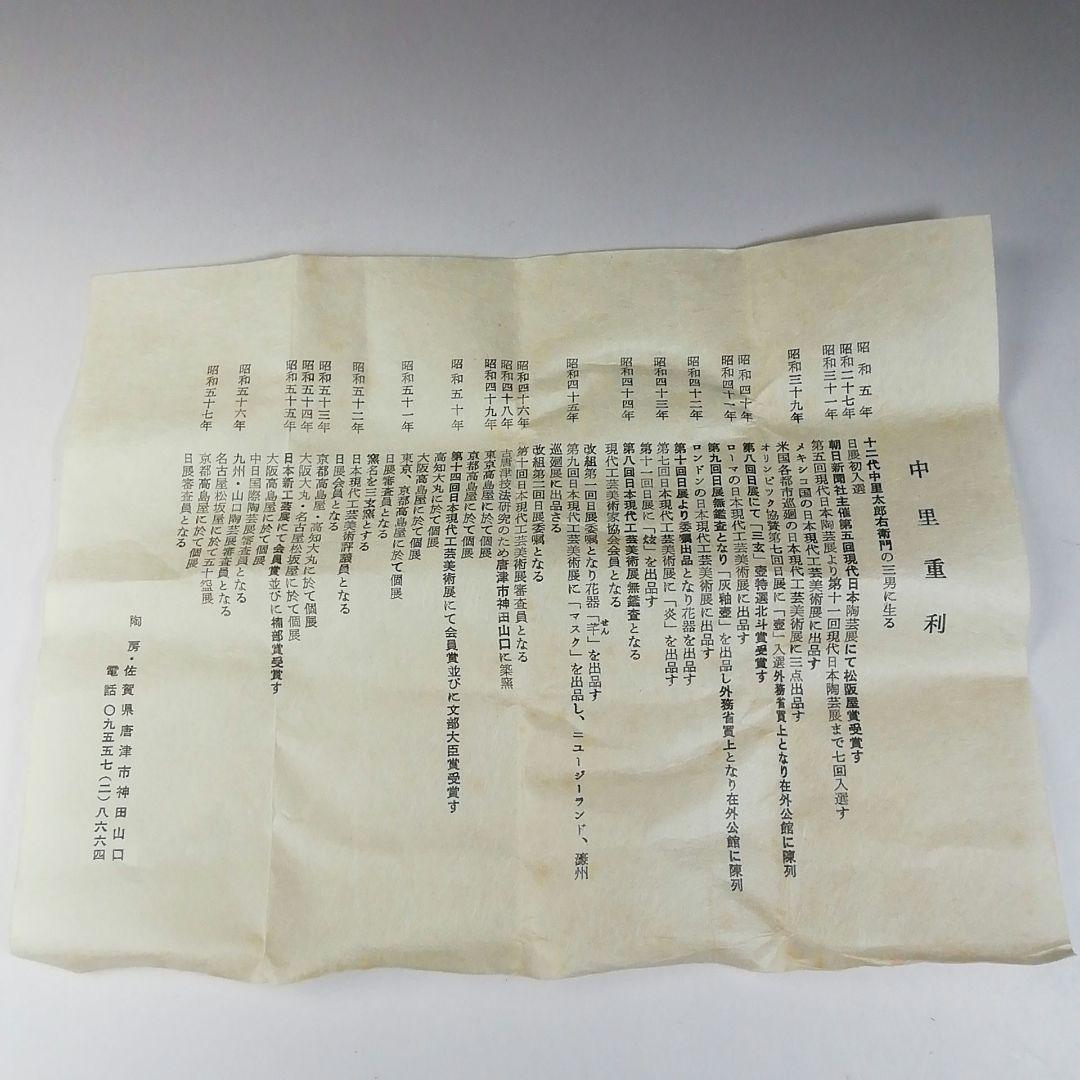 中里重利
昭和五年 十二代中里太郎右衛門の三男に生る
昭和二十七年 日展初入選
昭和三十一年 朝日新聞社主催第五回現代日本陶芸展にて松阪屋賞受賞す
第五回現代日本陶芸展より第十一回現代日本陶芸展まで七回入選す
昭和三十九年 メキシコ国の日本現代工芸美術展に出品す
米国各都市巡廻の日本現代工芸美術展に三点出品す
オリンピック協賛第七回日展に「壺」入選外務省買上となり在外公館に陳列
昭和四十年 第八回日展にて「三玄」壺特選北斗賞受賞す
昭和四十一年 ローマの日本現代工芸美術展に出品す
第九回日展無鑑査となり「灰釉壺」を出品し外務省買上となり在外公館に陳列
昭和四十二年 ロンドンの日本現代工芸美術展に出品す
第十回日展より委嘱出品となり花器を出品す
昭和四十三年 第七回日本現代工芸美術展に「炎」を出品す
第十一回日展に「炫」を出品す
昭和四十四年 第八回日本現代工芸美術展無鑑査となる
現代工芸美術家協会会員となる
改組第一回日展委嘱となり花器「芊」せんを出品す
昭和四十五年 第九回日本現代工芸美術展に「マスク」を出品し、ニュージーランド、濠州
巡廻展に出品さる
改組第二回日展委嘱となる
昭和四十六年 第十回日本現代工芸美術展審査員となる
昭和四十八年 古唐津技法研究のため唐津市神田山口に築窯
昭和四十九年 東京高島屋に於て個展
京都高島屋に於て個展
昭和五十年 第十四回日本現代工芸美術展にて会員賞並びに文部大臣賞受賞す
高知大丸に於て個展
大阪高島屋に於て個展
昭和五十一年 東京、京都高島屋に於て個展
日展審査員となる
窯名を三玄窯とする
昭和五十二年 日本現代工芸美術評議員となる
日展会員となる
昭和五十三年 京都高島屋・高知大丸に於て個展
昭和五十四年 大阪大丸・名古屋松坂屋に於て個展
昭和五十五年 日本新工芸展にて会員賞並びに楠部賞受賞す
大阪高島屋に於て個展
中日国際陶芸展審査員となる
昭和五十六年 九州・山口陶芸展審査員となる
名古屋松坂屋に於て五十盌展
昭和五十七年 京都高島屋に於て個展
日展審査員となる
陶房・佐賀県唐津市神田山口
電話〇九五五七(二)八六六四